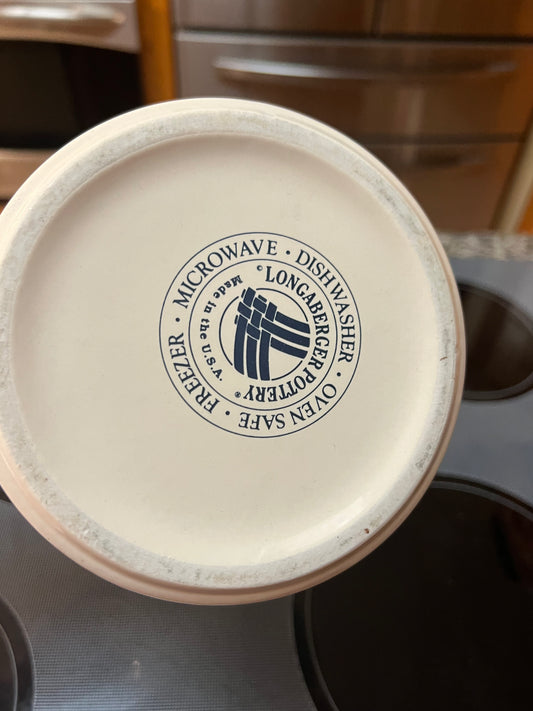 FREEZER · MICROWAVE · DISHWASHER · OVEN SAFE ·
© LONGABERGER POTTERY ®
Made in the U.S.A.